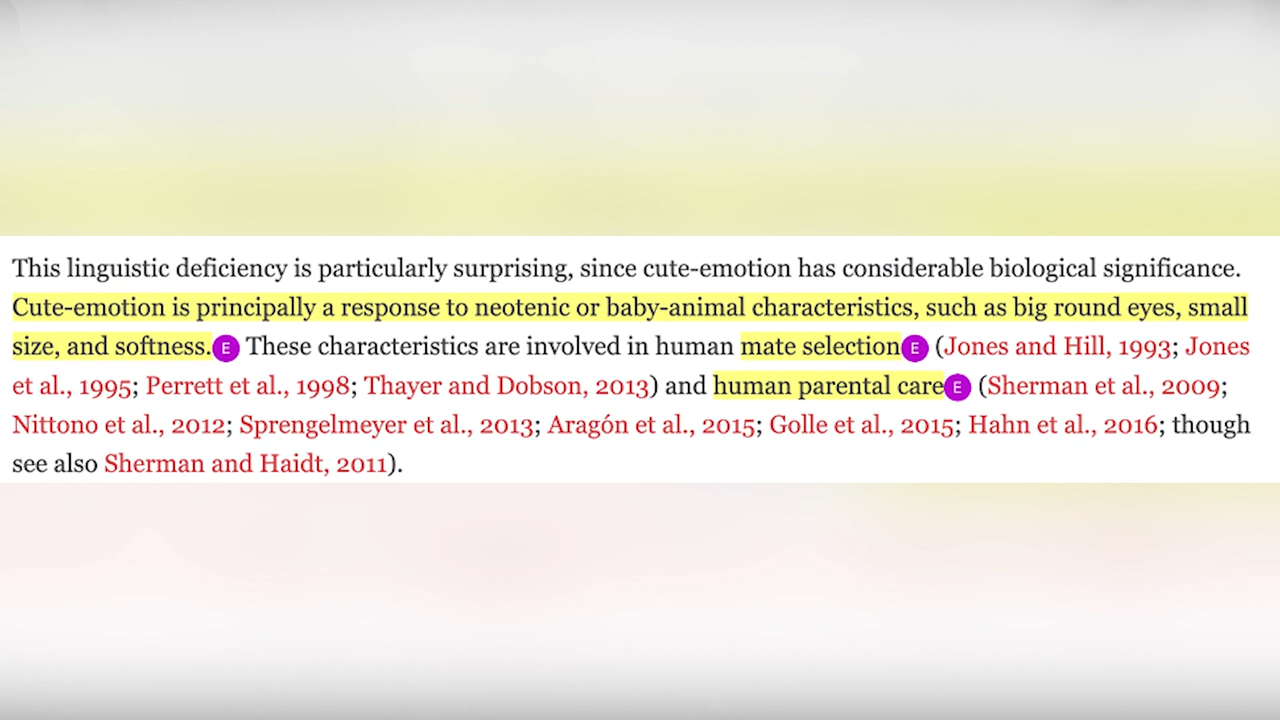 This linguistic deficiency is particularly surprising, since cute-emotion has considerable biological significance.
Cute-emotion is principally a response to neotenic or baby-animal characteristics, such as big round eyes, small
size, and softness. E These characteristics are involved in human mate selection E (Jones and Hill, 1993; Jones
et al., 1995; Perrett et al., 1998; Thayer and Dobson, 2013) and human parental care E (Sherman et al., 2009;
Nittono et al., 2012; Sprengelmeyer et al., 2013; Aragón et al., 2015; Golle et al., 2015; Hahn et al., 2016; though
see also Sherman and Haidt, 2011).